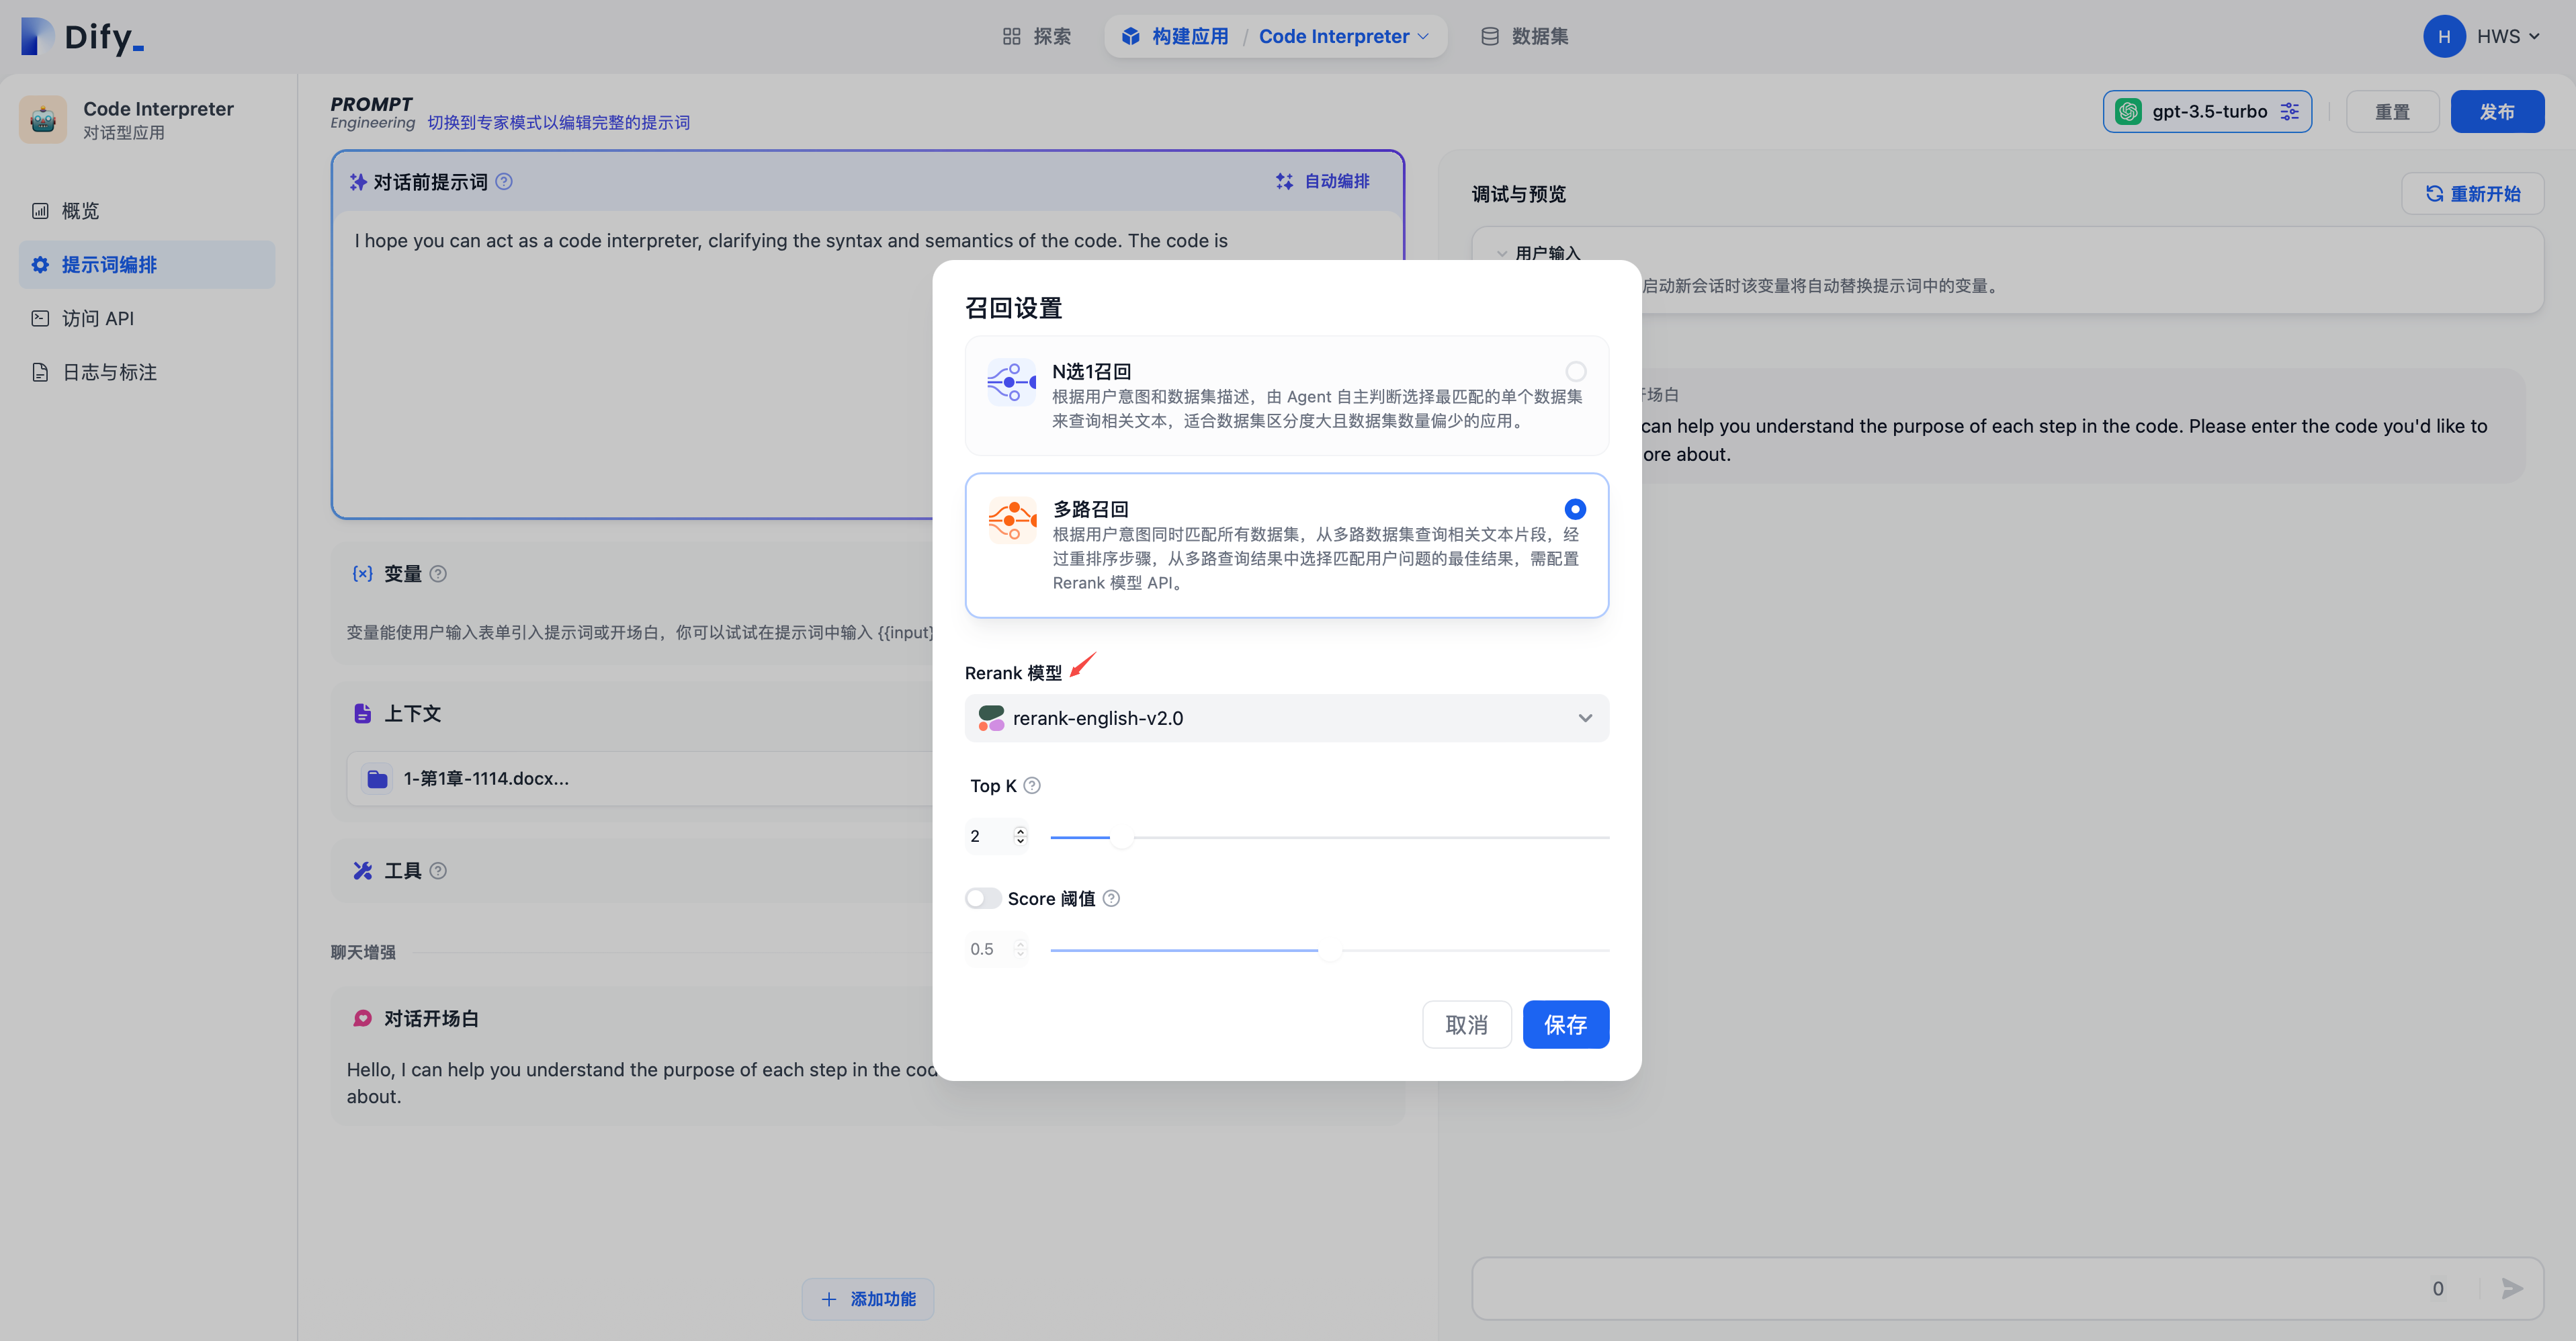 Dify_
探索
构建应用 / Code Interpreter
数据集
H HWS
Code Interpreter
对话型应用
概览
提示词编排
访问 API
日志与标注
PROMPT
Engineering 切换到专家模式以编辑完整的提示词
gpt-3.5-turbo
重置
发布
对话前提示词
自动编排
I hope you can act as a code interpreter, clarifying the syntax and semantics of the code. The code is
变量
变量能使用户输入表单引入提示词或开场白，你可以试试在提示词中输入 {{input}
上下文
1-第1章-1114.docx...
工具
聊天增强
对话开场白
Hello, I can help you understand the purpose of each step in the cod
about.
添加功能
调试与预览
重新开始
用户输入
启动新会话时该变量将自动替换提示词中的变量。
场白
can help you understand the purpose of each step in the code. Please enter the code you'd like to
ore about.
0
召回设置
N选1召回
根据用户意图和数据集描述，由 Agent 自主判断选择最匹配的单个数据集
来查询相关文本，适合数据集区分度大且数据集数量偏少的应用。
多路召回
根据用户意图同时匹配所有数据集，从多路数据集查询相关文本片段，经
过重排序步骤，从多路查询结果中选择匹配用户问题的最佳结果，需配置
Rerank 模型 API。
Rerank 模型
rerank-english-v2.0
Top K
2
Score 阈值
0.5
取消
保存